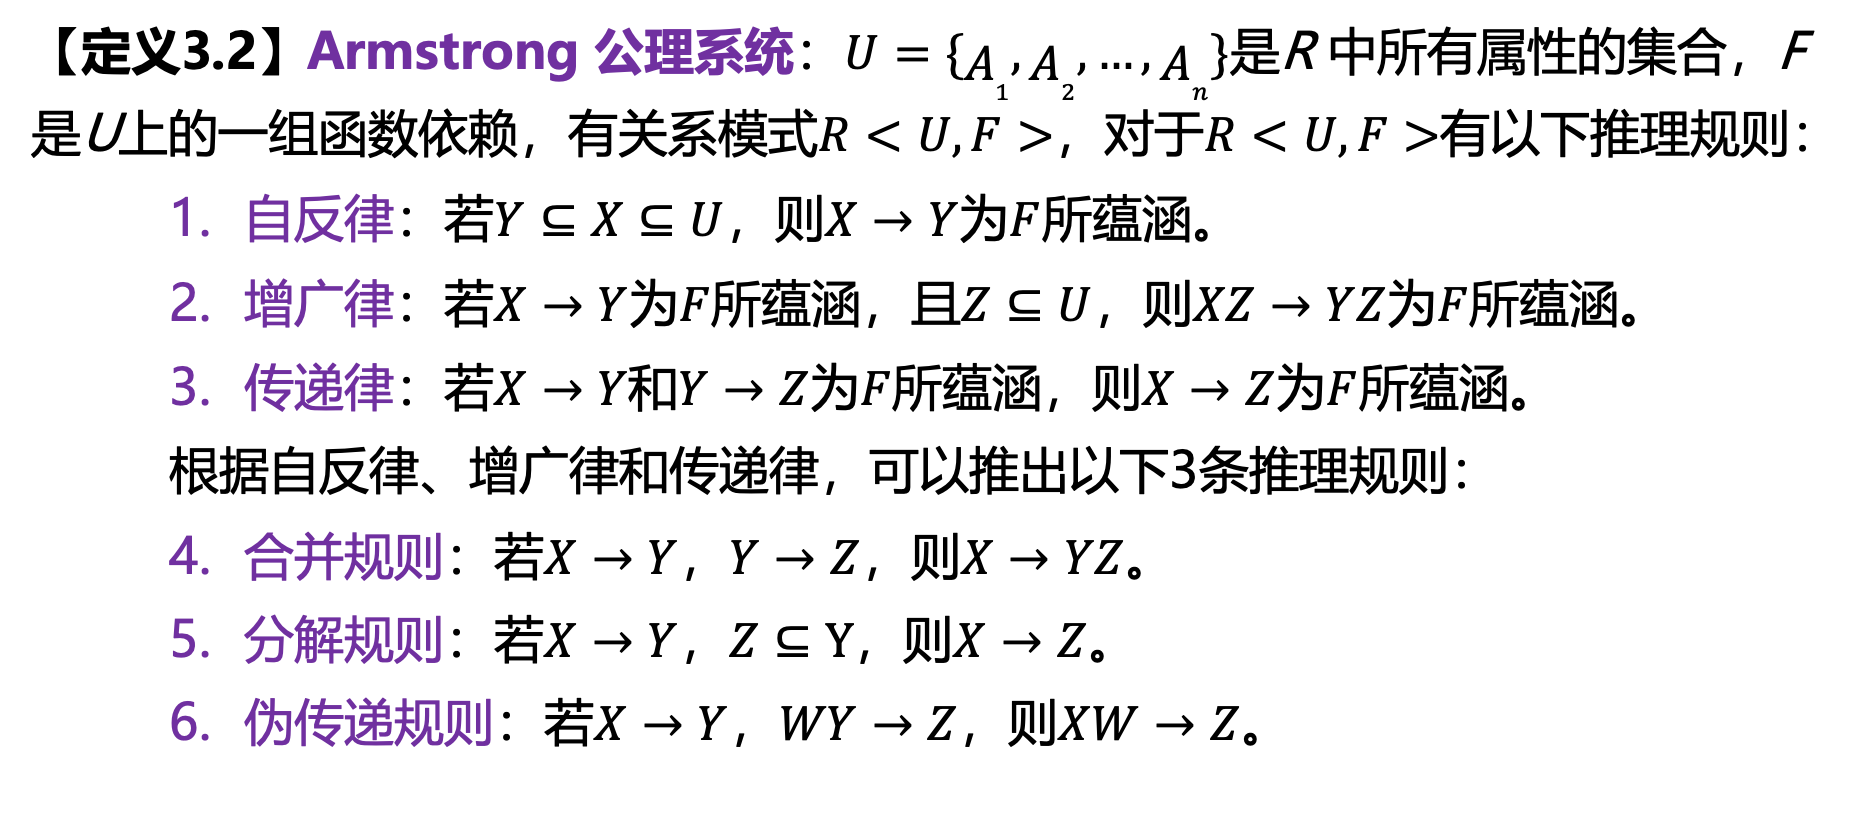 【定义3.2】Armstrong 公理系统：U = {A₁, A₂, ..., Aₙ}是R 中所有属性的集合，F
是U上的一组函数依赖，有关系模式R < U, F >，对于R < U, F >有以下推理规则：
1. 自反律：若Y ⊆ X ⊆ U，则X → Y为F所蕴涵。
2. 增广律：若X → Y为F所蕴涵，且Z ⊆ U，则XZ → YZ为F所蕴涵。
3. 传递律：若X → Y和Y → Z为F所蕴涵，则X → Z为F所蕴涵。
根据自反律、增广律和传递律，可以推出以下3条推理规则：
4. 合并规则：若X → Y，Y → Z，则X → YZ。
5. 分解规则：若X → Y，Z ⊆ Y，则X → Z。
6. 伪传递规则：若X → Y，WY → Z，则XW → Z。